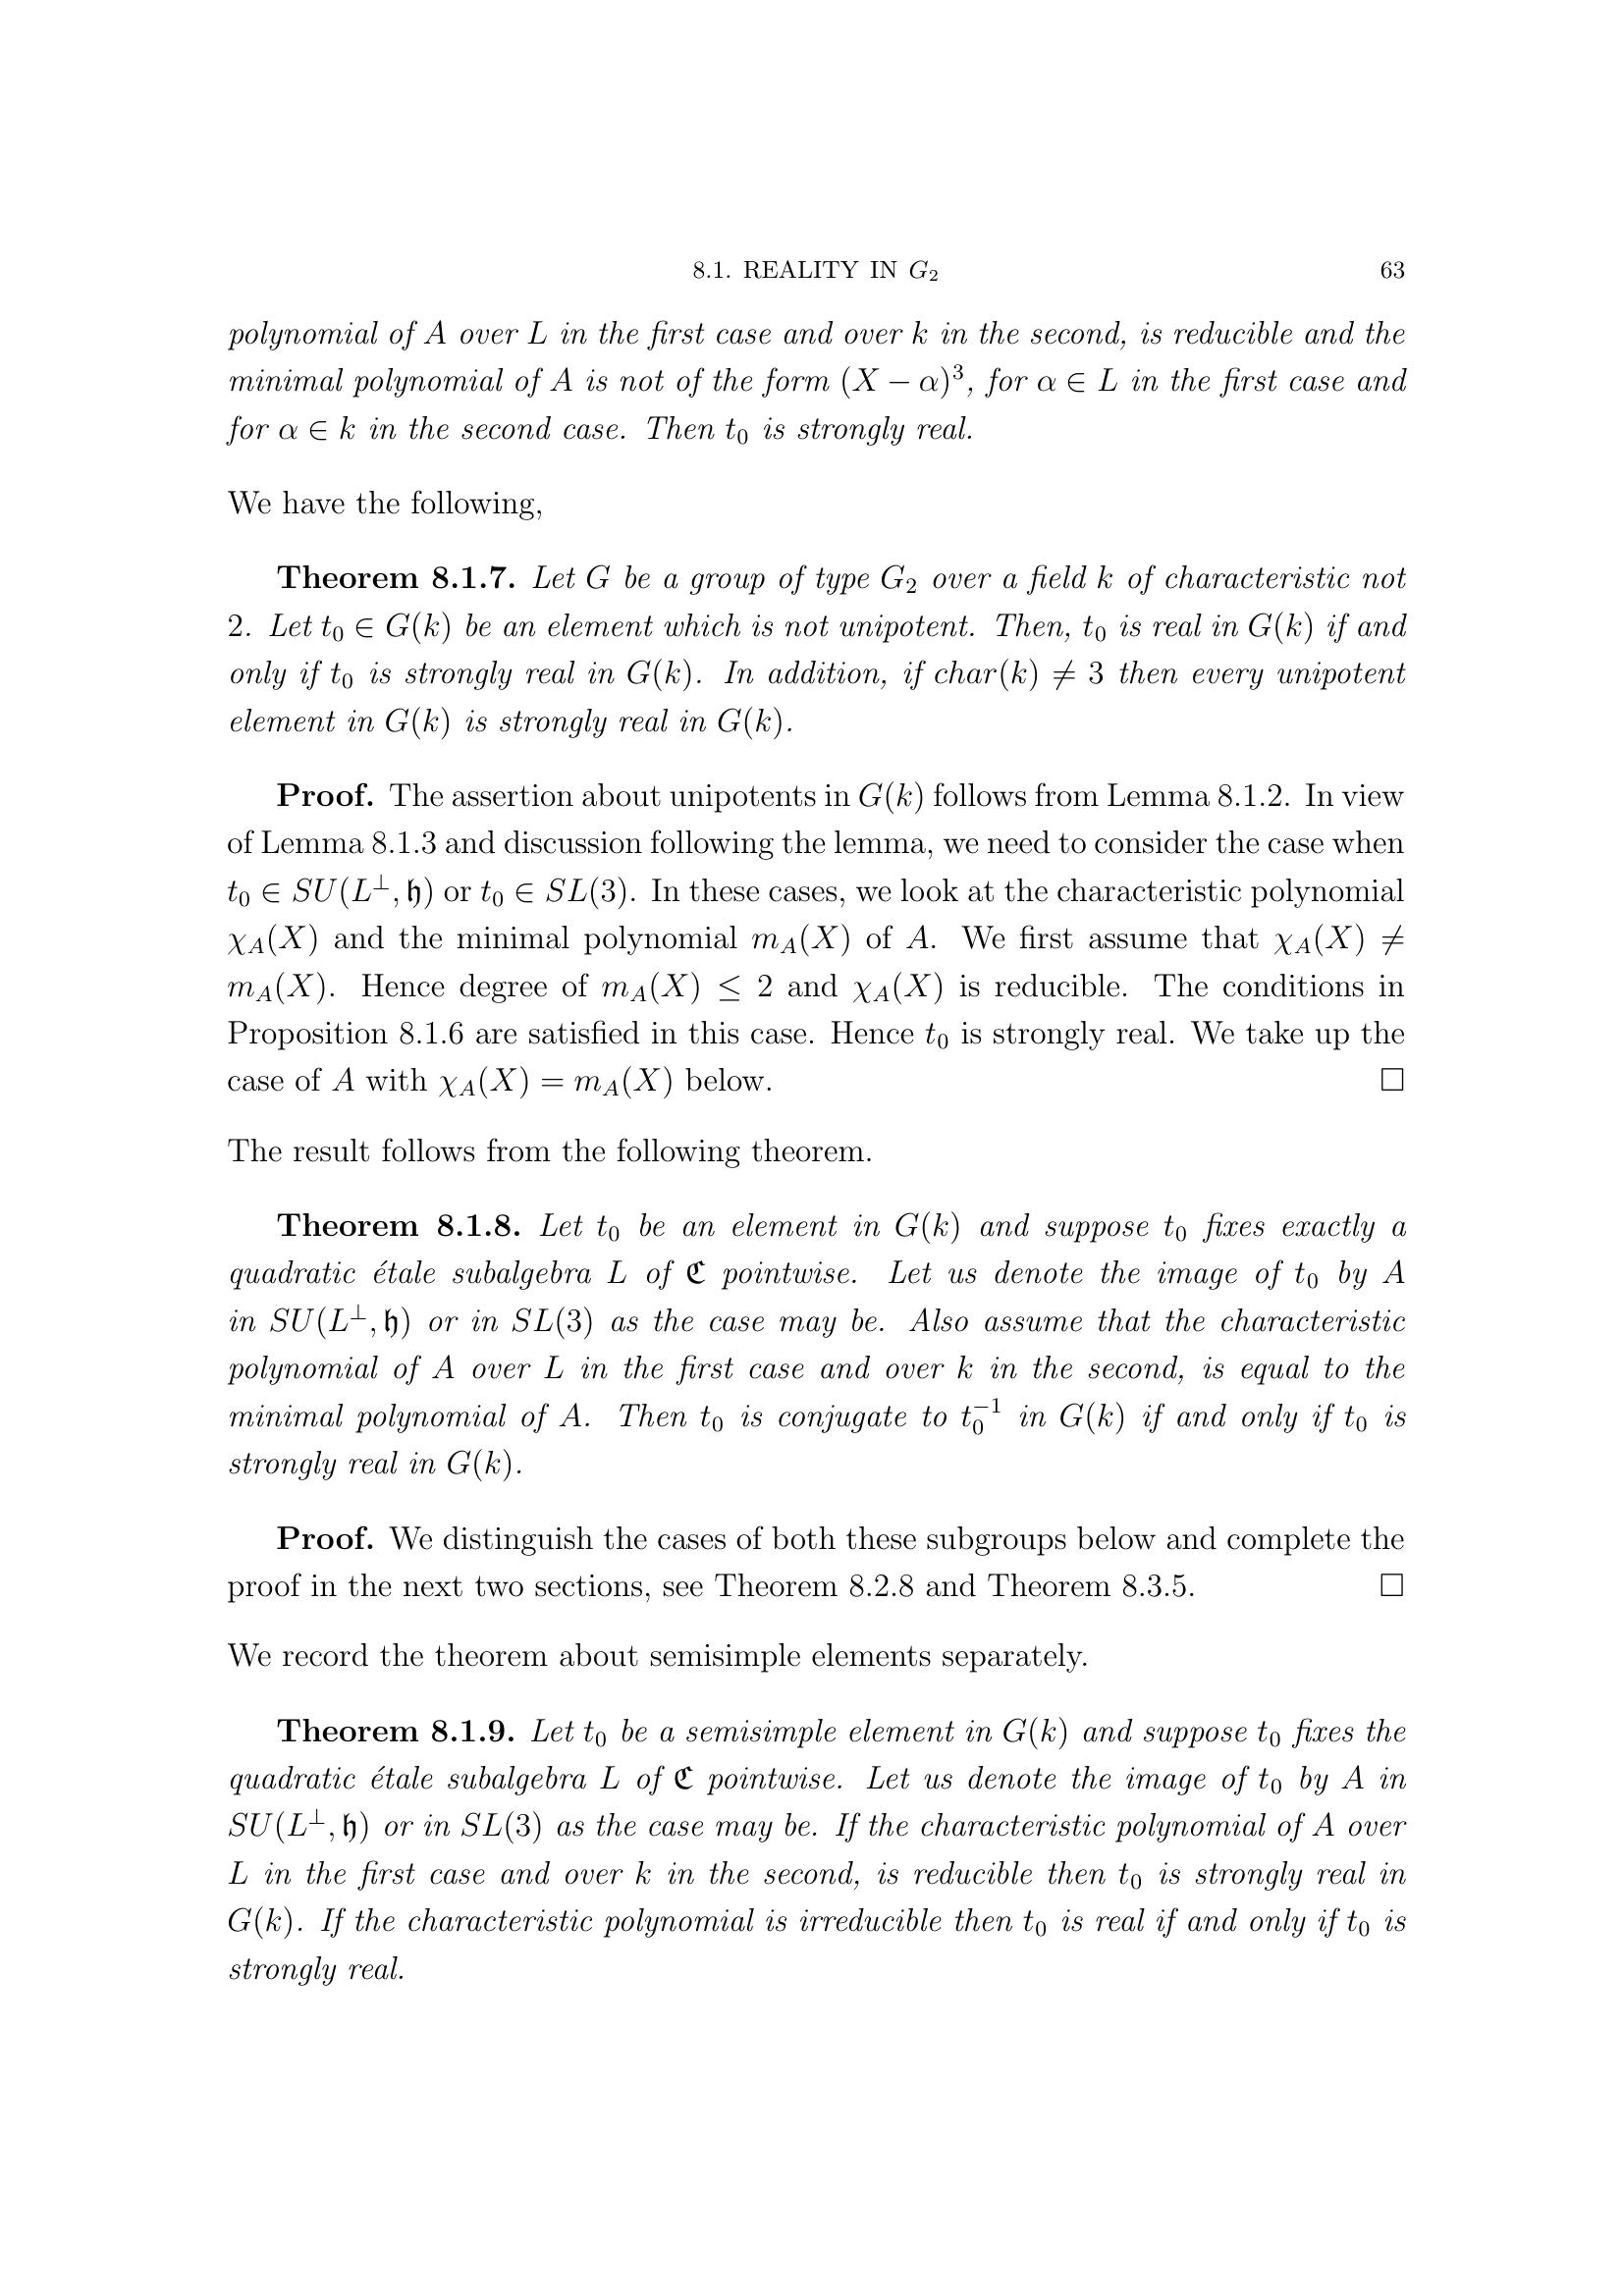 8.1. REALITY IN $G_2$ 63
polynomial of $A$ over $L$ in the first case and over $k$ in the second, is reducible and the
minimal polynomial of $A$ is not of the form $(X - \alpha)^3$, for $\alpha \in L$ in the first case and
for $\alpha \in k$ in the second case. Then $t_0$ is strongly real.
We have the following,
Theorem 8.1.7. Let $G$ be a group of type $G_2$ over a field $k$ of characteristic not
2. Let $t_0 \in G(k)$ be an element which is not unipotent. Then, $t_0$ is real in $G(k)$ if and
only if $t_0$ is strongly real in $G(k)$. In addition, if $char(k) \neq 3$ then every unipotent
element in $G(k)$ is strongly real in $G(k)$.
Proof. The assertion about unipotents in $G(k)$ follows from Lemma 8.1.2. In view
of Lemma 8.1.3 and discussion following the lemma, we need to consider the case when
$t_0 \in SU(L^\perp, \mathfrak{h})$ or $t_0 \in SL(3)$. In these cases, we look at the characteristic polynomial
$\chi_A(X)$ and the minimal polynomial $m_A(X)$ of $A$. We first assume that $\chi_A(X) \neq$
$m_A(X)$. Hence degree of $m_A(X) \leq 2$ and $\chi_A(X)$ is reducible. The conditions in
Proposition 8.1.6 are satisfied in this case. Hence $t_0$ is strongly real. We take up the
case of $A$ with $\chi_A(X) = m_A(X)$ below. □
The result follows from the following theorem.
Theorem 8.1.8. Let $t_0$ be an element in $G(k)$ and suppose $t_0$ fixes exactly a
quadratic étale subalgebra $L$ of $\mathfrak{C}$ pointwise. Let us denote the image of $t_0$ by $A$
in $SU(L^\perp, \mathfrak{h})$ or in $SL(3)$ as the case may be. Also assume that the characteristic
polynomial of $A$ over $L$ in the first case and over $k$ in the second, is equal to the
minimal polynomial of $A$. Then $t_0$ is conjugate to $t_0^{-1}$ in $G(k)$ if and only if $t_0$ is
strongly real in $G(k)$.
Proof. We distinguish the cases of both these subgroups below and complete the
proof in the next two sections, see Theorem 8.2.8 and Theorem 8.3.5. □
We record the theorem about semisimple elements separately.
Theorem 8.1.9. Let $t_0$ be a semisimple element in $G(k)$ and suppose $t_0$ fixes the
quadratic étale subalgebra $L$ of $\mathfrak{C}$ pointwise. Let us denote the image of $t_0$ by $A$ in
$SU(L^\perp, \mathfrak{h})$ or in $SL(3)$ as the case may be. If the characteristic polynomial of $A$ over
$L$ in the first case and over $k$ in the second, is reducible then $t_0$ is strongly real in
$G(k)$. If the characteristic polynomial is irreducible then $t_0$ is real if and only if $t_0$ is
strongly real.